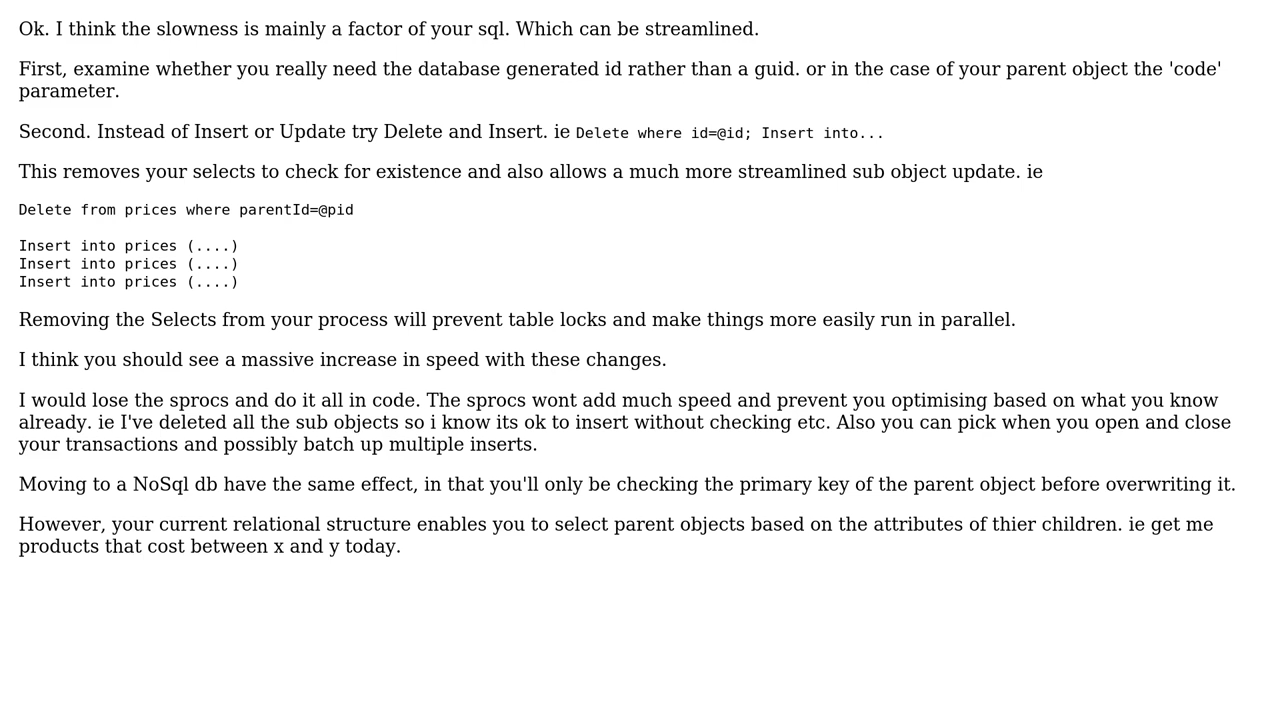 Ok. I think the slowness is mainly a factor of your sql. Which can be streamlined.
First, examine whether you really need the database generated id rather than a guid. or in the case of your parent object the 'code'
parameter.
Second. Instead of Insert or Update try Delete and Insert. ie Delete where id=@id; Insert into...
This removes your selects to check for existence and also allows a much more streamlined sub object update. ie
Delete from prices where parentId=@pid
Insert into prices (....)
Insert into prices (....)
Insert into prices (....)
Removing the Selects from your process will prevent table locks and make things more easily run in parallel.
I think you should see a massive increase in speed with these changes.
I would lose the sprocs and do it all in code. The sprocs wont add much speed and prevent you optimising based on what you know
already. ie I've deleted all the sub objects so i know its ok to insert without checking etc. Also you can pick when you open and close
your transactions and possibly batch up multiple inserts.
Moving to a NoSql db have the same effect, in that you'll only be checking the primary key of the parent object before overwriting it.
However, your current relational structure enables you to select parent objects based on the attributes of thier children. ie get me
products that cost between x and y today.